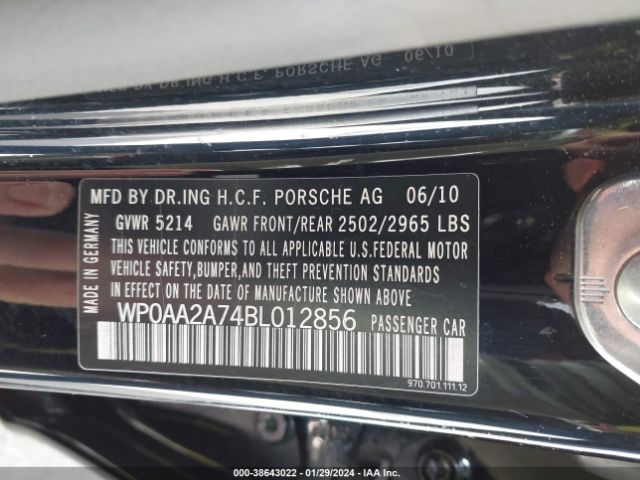 MFD BY DR.ING H.C.F. PORSCHE AG 06/10
GVWR 5214 GAWR FRONT/REAR 2502/2965 LBS
THIS VEHICLE CONFORMS TO ALL APPLICABLE U.S.FEDERAL MOTOR
VEHICLE SAFETY,BUMPER,AND THEFT PREVENTION STANDARDS
IN EFFECT ON THE DATE OF MANUFACTURE SHOWN ABOVE
WP0AA2A74BL012856 PASSENGER CAR
MADE IN GERMANY
970.701.111.12
000-38643022 - 01/29/2024 - IAA Inc.